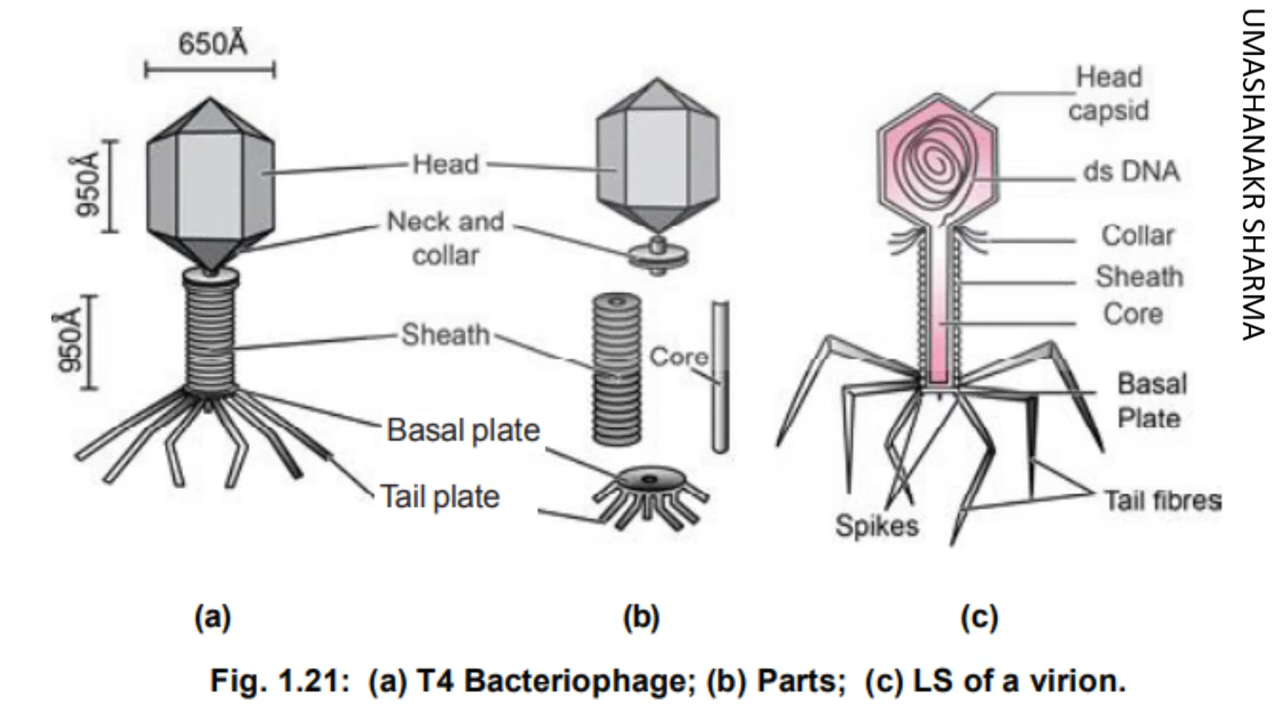 650Å
950Å
950Å
Head
Neck and
collar
Sheath
Core
Basal plate
Tail plate
Head
capsid
ds DNA
Collar
Sheath
Core
Basal
Plate
Tail fibres
Spikes
(a)
(b)
(c)
Fig. 1.21: (a) T4 Bacteriophage; (b) Parts; (c) LS of a virion.
UMASHANAKR SHARMA